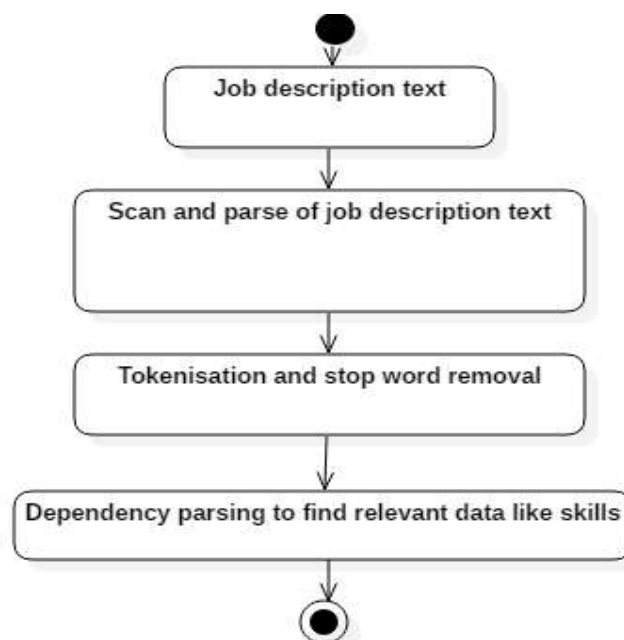 Job description text
Scan and parse of job description text
Tokenisation and stop word removal
Dependency parsing to find relevant data like skills